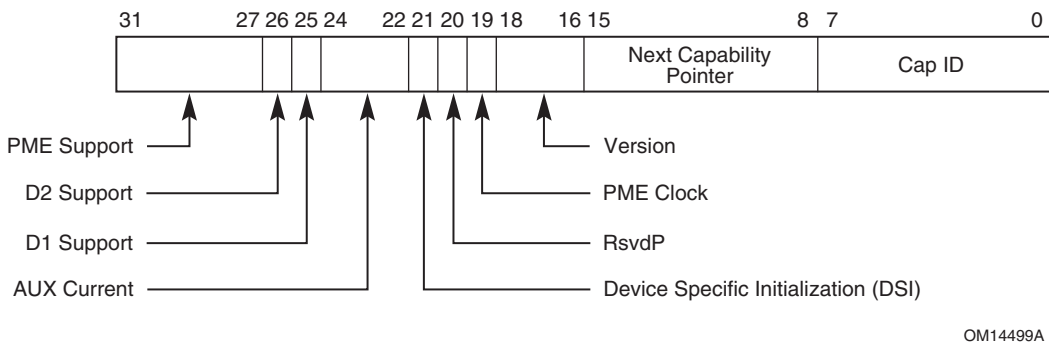 31 27 26 25 24 22 21 20 19 18 16 15 8 7 0
Next Capability
Pointer
Cap ID
PME Support
Version
D2 Support
PME Clock
D1 Support
RsvdP
AUX Current
Device Specific Initialization (DSI)
OM14499A